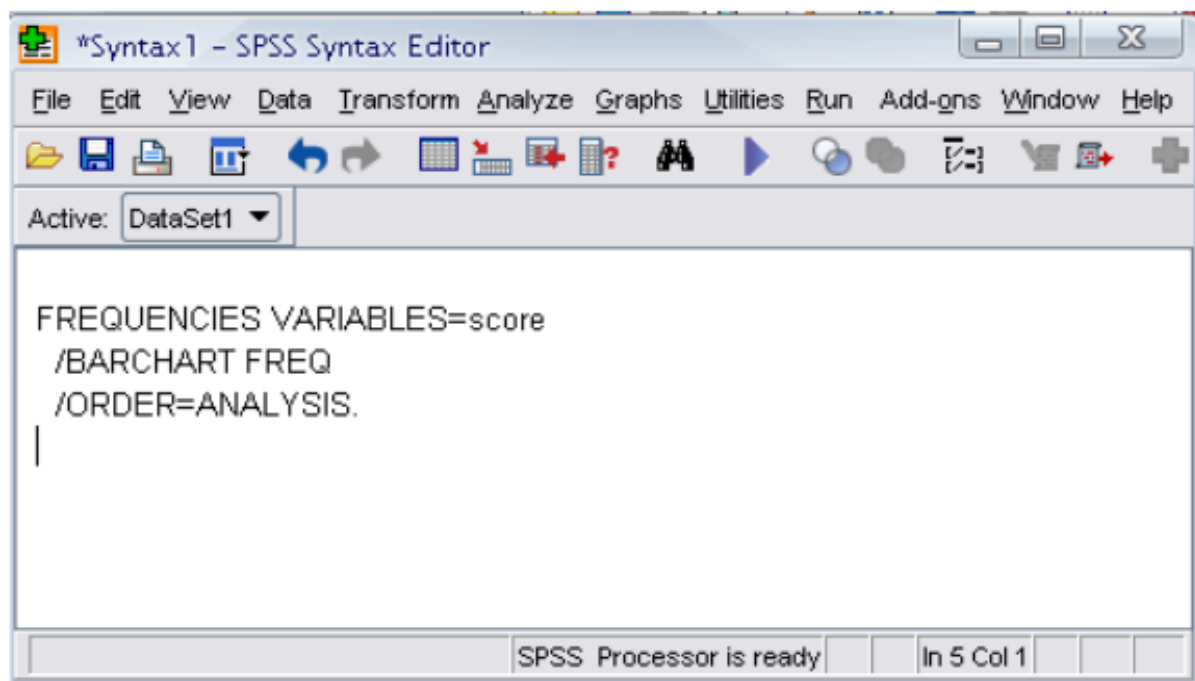 *Syntax1 - SPSS Syntax Editor
File Edit View Data Transform Analyze Graphs Utilities Run Add-ons Window Help
Active: DataSet1
FREQUENCIES VARIABLES=score
/BARCHART FREQ
/ORDER=ANALYSIS.
SPSS Processor is ready In 5 Col 1